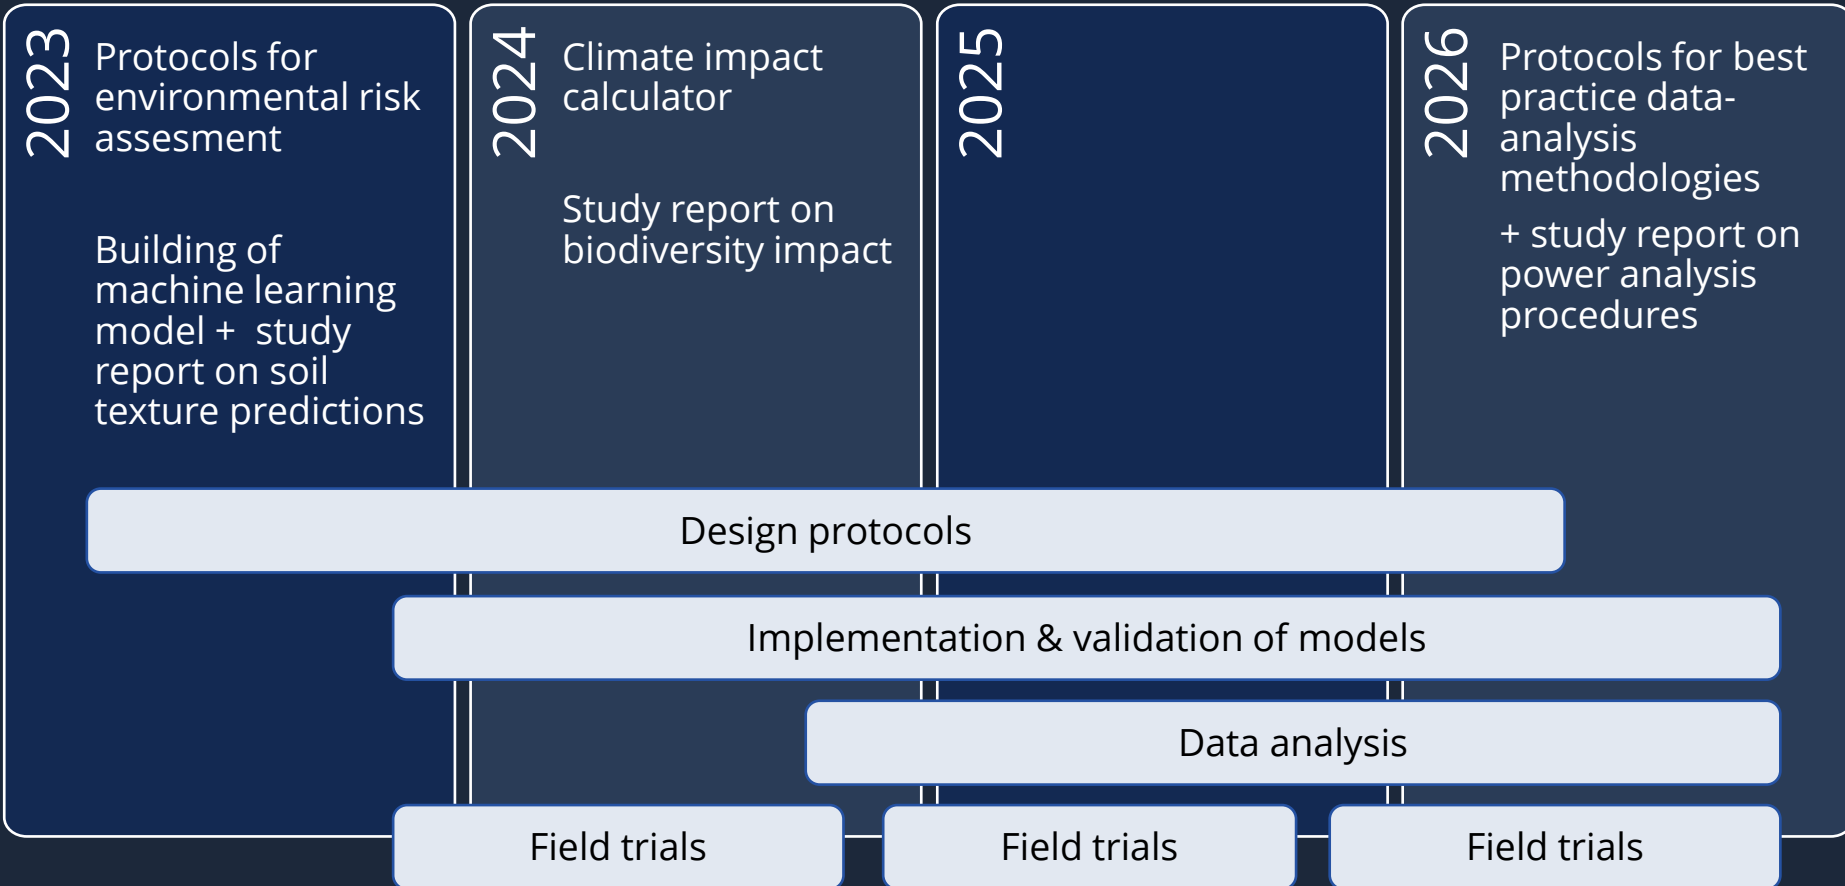 2023
Protocols for
environmental risk
assesment
Building of
machine learning
model +  study
report on soil
texture predictions
2024
Climate impact
calculator
Study report on
biodiversity impact
2025
2026
Protocols for best
practice data-
analysis
methodologies
+ study report on
power analysis
procedures
Design protocols
Implementation & validation of models
Data analysis
Field trials
Field trials
Field trials